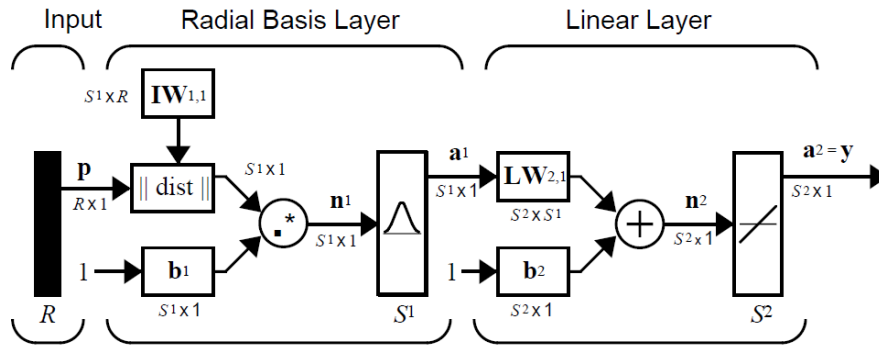 Input Radial Basis Layer Linear Layer
S¹ x R IW1,1
p R x 1 || dist || S¹ x 1
.* n¹ S¹ x 1
a¹ S¹ x 1
LW2,1 S² x S¹
+ n² S² x 1
a² = y S² x 1
1 b¹ S¹ x 1
1 b² S² x 1
R S¹ S²